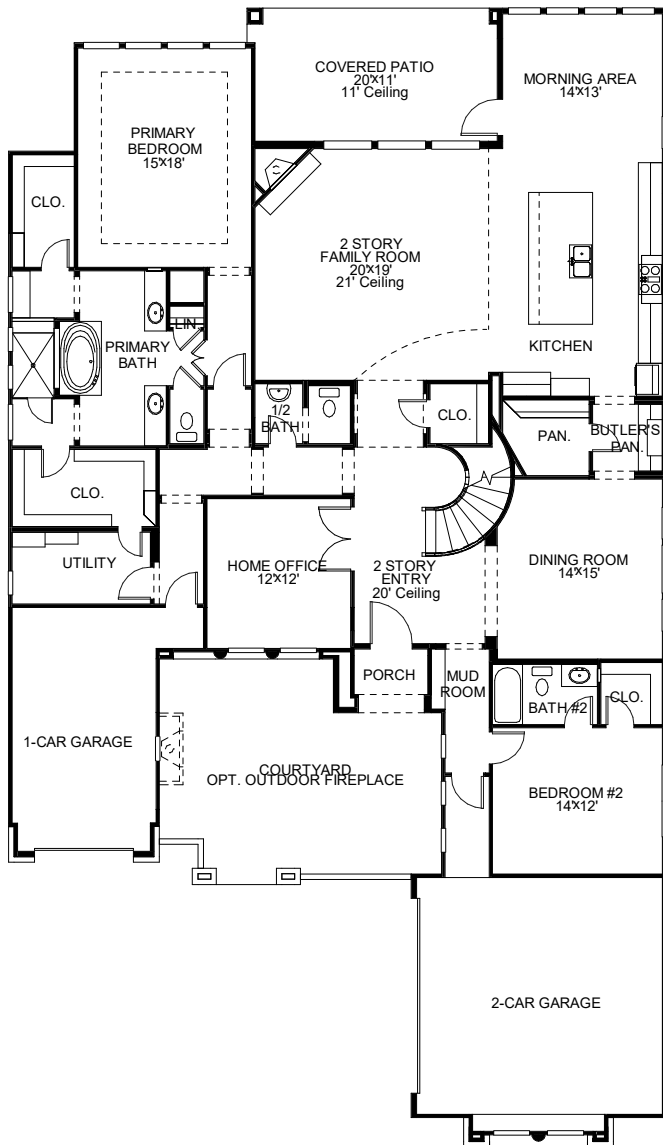 COVERED PATIO
20'X11'
11' Ceiling
MORNING AREA
14'X13'
PRIMARY
BEDROOM
15'X18'
CLO.
2 STORY
FAMILY ROOM
20'X19'
21' Ceiling
LIN.
PRIMARY
BATH
KITCHEN
1/2
BATH
CLO.
PAN.
BUTLER'S
PAN.
CLO.
UTILITY
HOME OFFICE
12'X12'
2 STORY
ENTRY
20' Ceiling
DINING ROOM
14'X15'
PORCH
MUD
ROOM
BATH #2
CLO.
1-CAR GARAGE
COURTYARD
OPT. OUTDOOR FIREPLACE
BEDROOM #2
14'X12'
2-CAR GARAGE